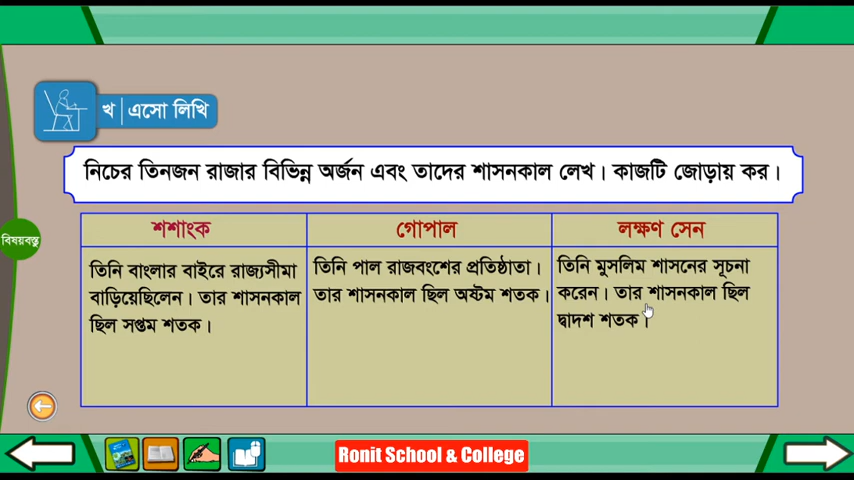 খ | এসো লিখি
নিচের তিনজন রাজার বিভিন্ন অর্জন এবং তাদের শাসনকাল লেখ। কাজটি জোড়ায় কর।
শশাংক
তিনি বাংলার বাইরে রাজ্যসীমা
বাড়িয়েছিলেন। তার শাসনকাল
ছিল সপ্তম শতক।
গোপাল
তিনি পাল রাজবংশের প্রতিষ্ঠাতা।
তার শাসনকাল ছিল অষ্টম শতক।
লক্ষণ সেন
তিনি মুসলিম শাসনের সূচনা
করেন। তার শাসনকাল ছিল
দ্বাদশ শতক।
বিষয়বস্তু
Ronit School & College